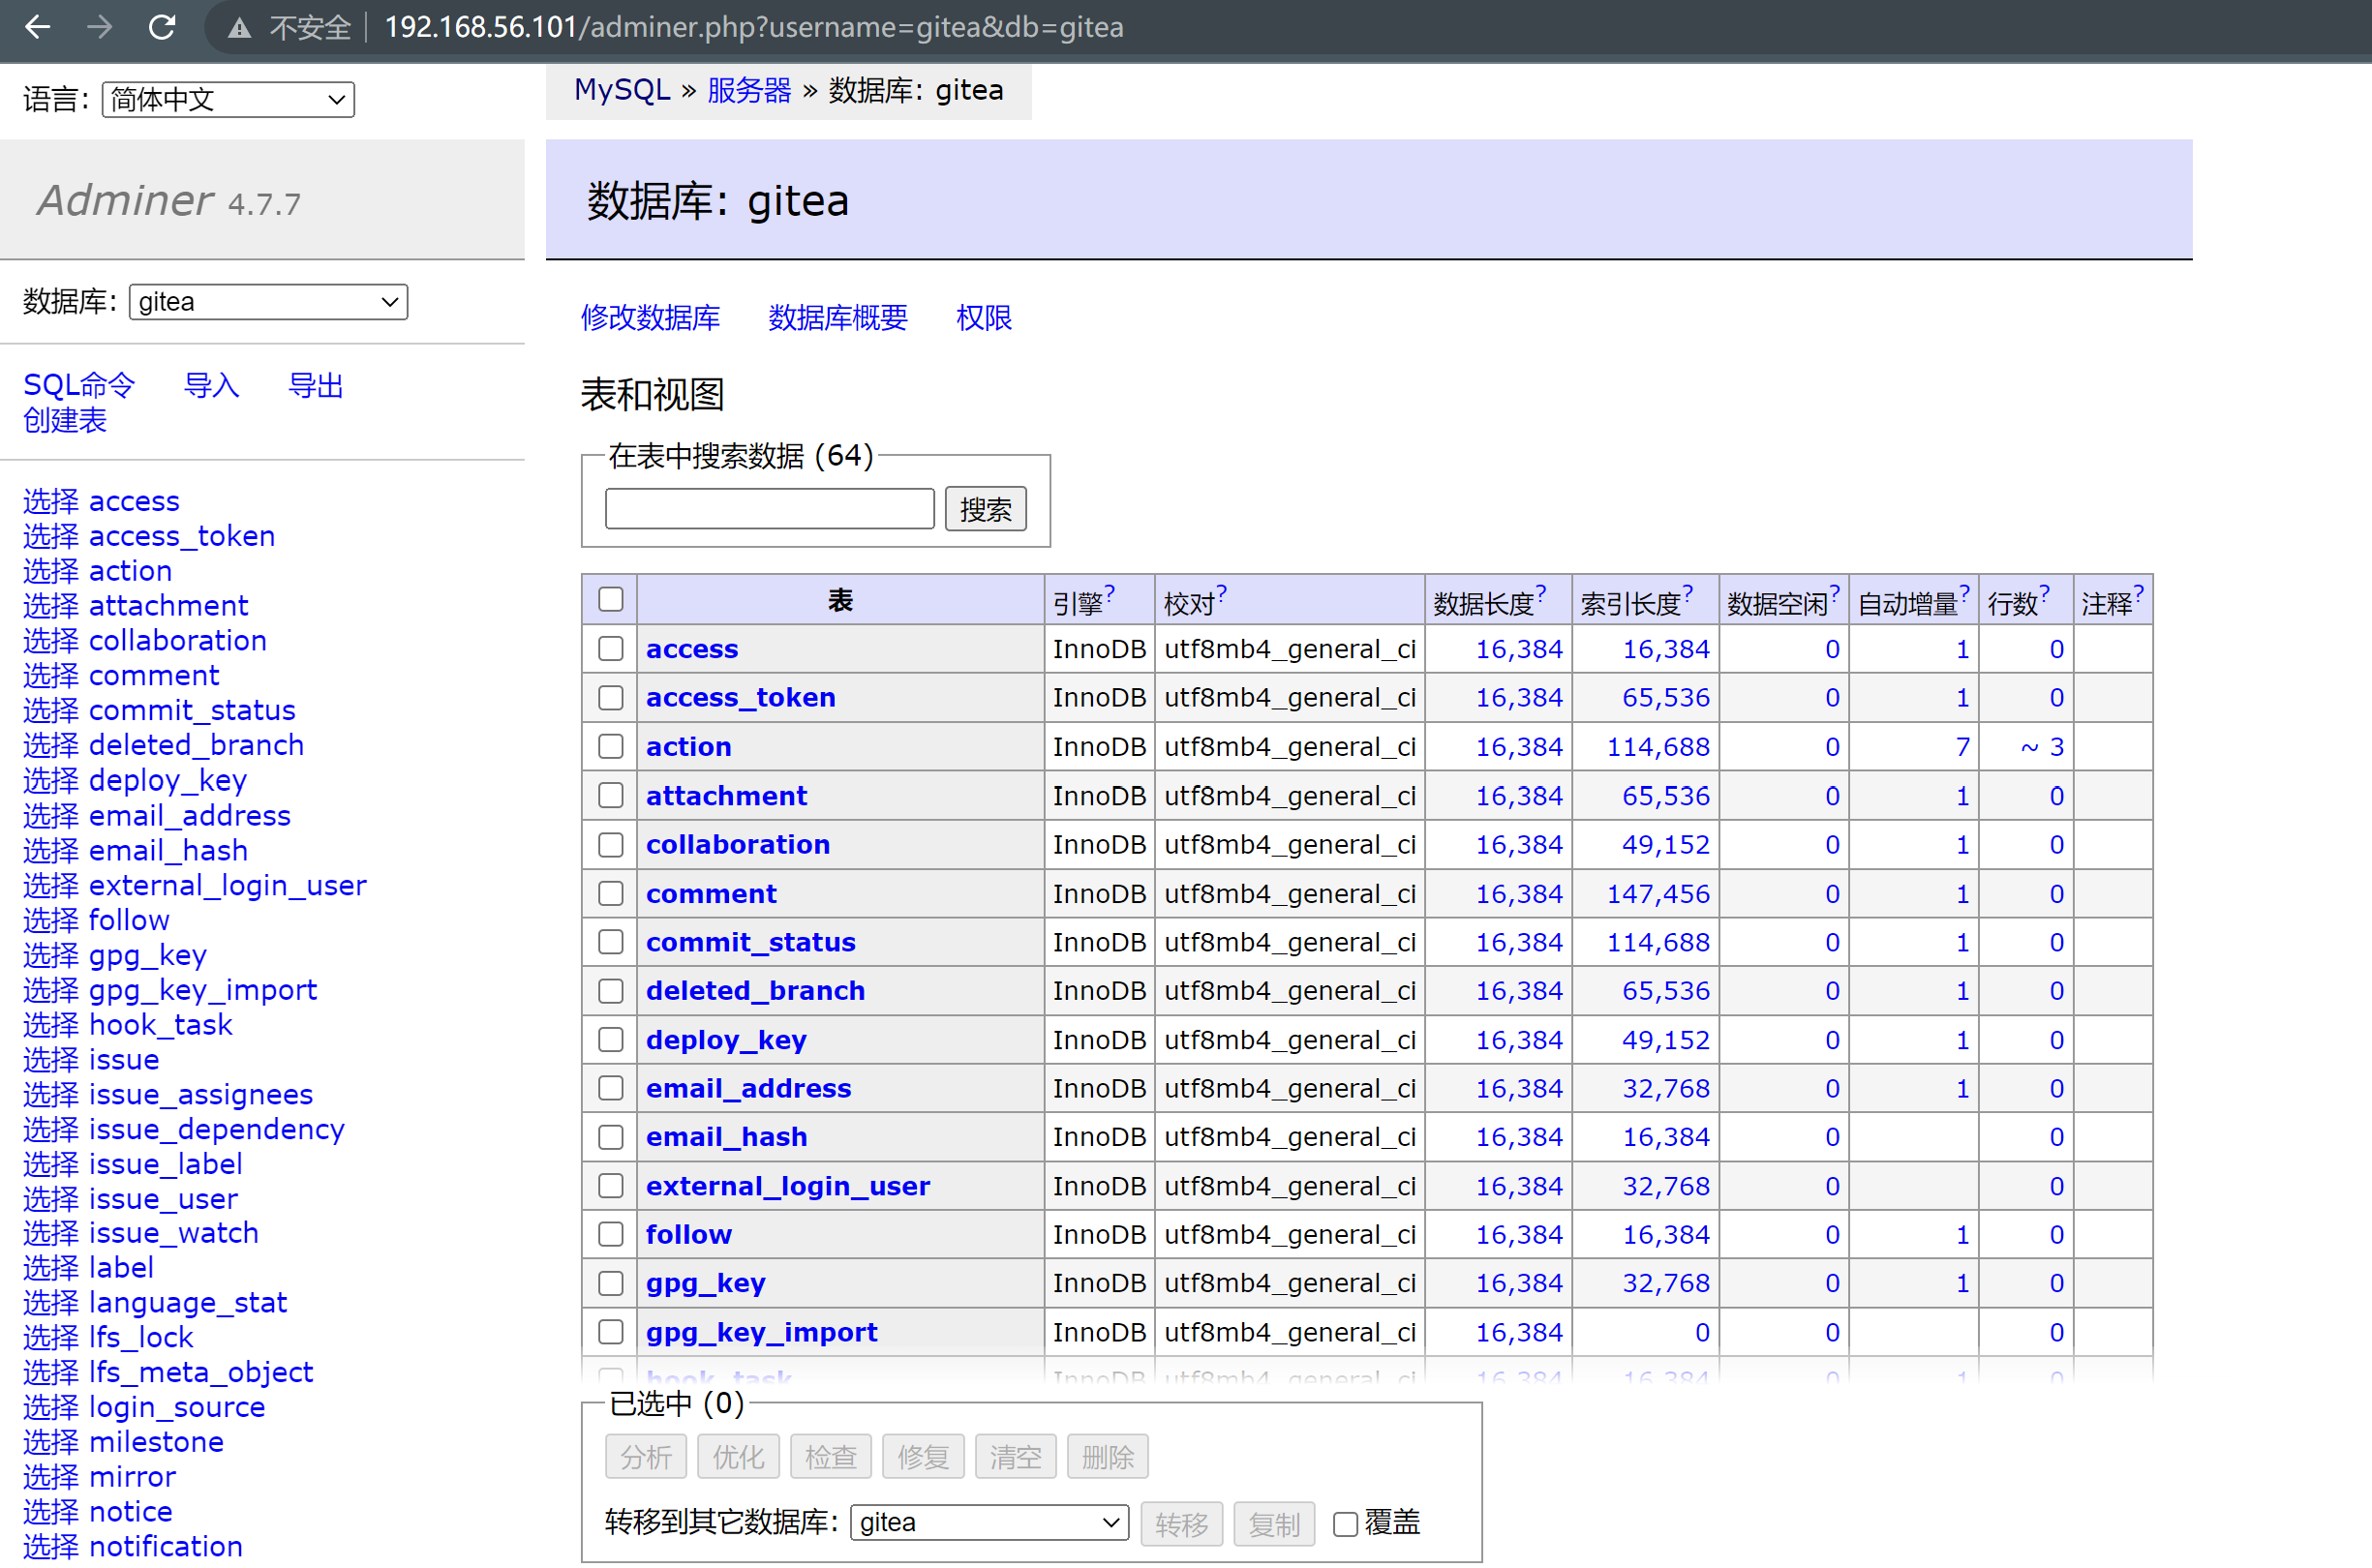 不安全 192.168.56.101/adminer.php?username=gitea&db=gitea
语言: 简体中文
MySQL » 服务器 » 数据库: gitea
Adminer 4.7.7
数据库: gitea
SQL命令 导入 导出
创建表
选择 access
选择 access_token
选择 action
选择 attachment
选择 collaboration
选择 comment
选择 commit_status
选择 deleted_branch
选择 deploy_key
选择 email_address
选择 email_hash
选择 external_login_user
选择 follow
选择 gpg_key
选择 gpg_key_import
选择 hook_task
选择 issue
选择 issue_assignees
选择 issue_dependency
选择 issue_label
选择 issue_user
选择 issue_watch
选择 label
选择 language_stat
选择 lfs_lock
选择 lfs_meta_object
选择 login_source
选择 milestone
选择 mirror
选择 notice
选择 notification
数据库: gitea
修改数据库 数据库概要 权限
表和视图
在表中搜索数据 (64)
搜索
表 引擎? 校对? 数据长度? 索引长度? 数据空闲? 自动增量? 行数? 注释?
access InnoDB utf8mb4_general_ci 16,384 16,384 0 1 0
access_token InnoDB utf8mb4_general_ci 16,384 65,536 0 1 0
action InnoDB utf8mb4_general_ci 16,384 114,688 0 7 ~ 3
attachment InnoDB utf8mb4_general_ci 16,384 65,536 0 1 0
collaboration InnoDB utf8mb4_general_ci 16,384 49,152 0 1 0
comment InnoDB utf8mb4_general_ci 16,384 147,456 0 1 0
commit_status InnoDB utf8mb4_general_ci 16,384 114,688 0 1 0
deleted_branch InnoDB utf8mb4_general_ci 16,384 65,536 0 1 0
deploy_key InnoDB utf8mb4_general_ci 16,384 49,152 0 1 0
email_address InnoDB utf8mb4_general_ci 16,384 32,768 0 1 0
email_hash InnoDB utf8mb4_general_ci 16,384 16,384 0 0
external_login_user InnoDB utf8mb4_general_ci 16,384 32,768 0 0
follow InnoDB utf8mb4_general_ci 16,384 16,384 0 1 0
gpg_key InnoDB utf8mb4_general_ci 16,384 32,768 0 1 0
gpg_key_import InnoDB utf8mb4_general_ci 16,384 0 0 0
hook_task InnoDB utf8mb4_general_ci 16,384 16,384 0 1 0
已选中 (0)
分析 优化 检查 修复 清空 删除
转移到其它数据库: gitea 转移 复制 覆盖